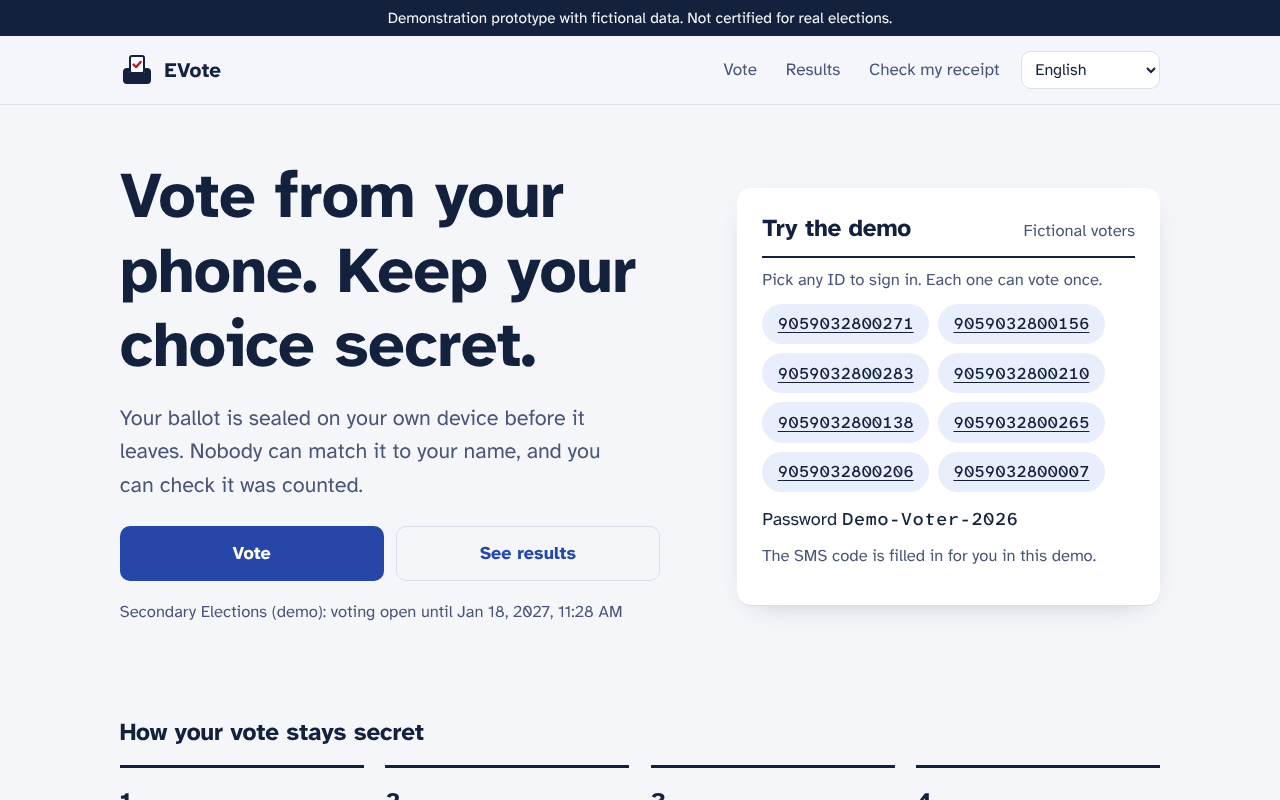 Demonstration prototype with fictional data. Not certified for real elections.
EVote
Vote
Results
Check my receipt
English
Vote from your
phone. Keep your
choice secret.
Your ballot is sealed on your own device before it
leaves. Nobody can match it to your name, and you
can check it was counted.
Vote
See results
Secondary Elections (demo): voting open until Jan 18, 2027, 11:28 AM
Try the demo
Fictional voters
Pick any ID to sign in. Each one can vote once.
9059032800271
9059032800156
9059032800283
9059032800210
9059032800138
9059032800265
9059032800206
9059032800007
Password Demo-Voter-2026
The SMS code is filled in for you in this demo.
How your vote stays secret
1
2
3
4